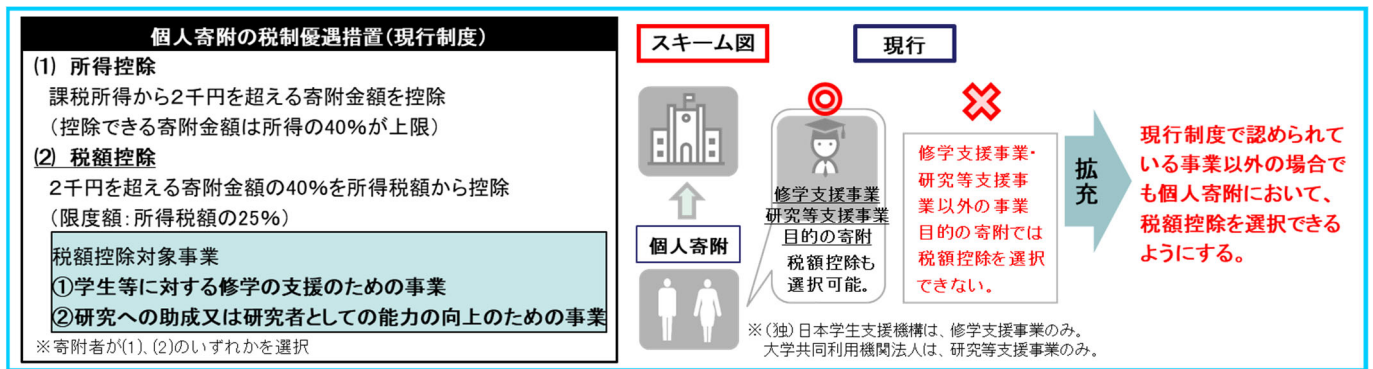 個人寄附の税制優遇措置(現行制度)
(1) 所得控除
課税所得から2千円を超える寄附金額を控除
(控除できる寄附金額は所得の40%が上限)
(2) 税額控除
2千円を超える寄附金額の40%を所得税額から控除
(限度額:所得税額の25%)
税額控除対象事業
①学生等に対する修学の支援のための事業
②研究への助成又は研究者としての能力の向上のための事業
※寄附者が(1)、(2)のいずれかを選択
スキーム図
現行
個人寄附
修学支援事業
研究等支援事業
目的の寄附
税額控除も
選択可能。
修学支援事業・
研究等支援事
業以外の事業
目的の寄附では
税額控除を選択
できない。
※(独)日本学生支援機構は、修学支援事業のみ。
大学共同利用機関法人は、研究等支援事業のみ。
拡充
現行制度で認められて
いる事業以外の場合で
も個人寄附において、
税額控除を選択できる
ようにする。